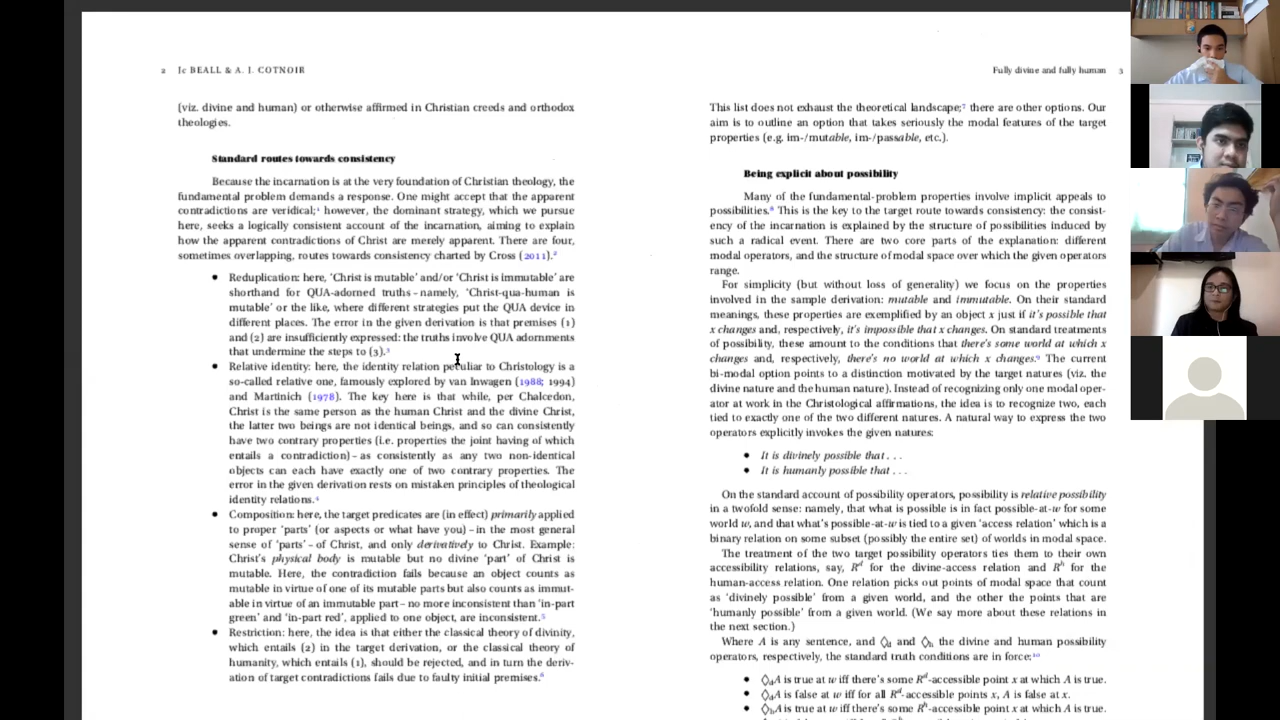 2 Jc BEALL & A. J. COTNOIR
(viz. divine and human) or otherwise affirmed in Christian creeds and orthodox
theologies.
Standard routes towards consistency
Because the incarnation is at the very foundation of Christian theology, the
fundamental problem demands a response. One might accept that the apparent
contradictions are veridical;¹ however, the dominant strategy, which we pursue
here, seeks a logically consistent account of the incarnation, aiming to explain
how the apparent contradictions of Christ are merely apparent. There are four,
sometimes overlapping, routes towards consistency charted by Cross (2011).²
• Reduplication: here, 'Christ is mutable' and/or 'Christ is immutable' are
shorthand for QUA-adorned truths – namely, 'Christ-qua-human is
mutable' or the like, where different strategies put the QUA device in
different places. The error in the given derivation is that premises (1)
and (2) are insufficiently expressed: the truths involve QUA adornments
that undermine the steps to (3).³
• Relative identity: here, the identity relation peculiar to Christology is a
so-called relative one, famously explored by van Inwagen (1988; 1994)
and Martinich (1978). The key here is that while, per Chalcedon,
Christ is the same person as the human Christ and the divine Christ,
the latter two beings are not identical beings, and so can consistently
have two contrary properties (i.e. properties the joint having of which
entails a contradiction) – as consistently as any two non-identical
objects can each have exactly one of two contrary properties. The
error in the given derivation rests on mistaken principles of theological
identity relations.⁴
• Composition: here, the target predicates are (in effect) primarily applied
to proper 'parts' (or aspects or what have you) – in the most general
sense of 'parts' – of Christ, and only derivatively to Christ. Example:
Christ's physical body is mutable but no divine 'part' of Christ is
mutable. Here, the contradiction fails because an object counts as
mutable in virtue of one of its mutable parts but also counts as immut-
able in virtue of an immutable part – no more inconsistent than 'in-part
green' and 'in-part red', applied to one object, are inconsistent.⁵
• Restriction: here, the idea is that either the classical theory of divinity,
which entails (2) in the target derivation, or the classical theory of
humanity, which entails (1), should be rejected, and in turn the deriv-
ation of target contradictions fails due to faulty initial premises.⁶
Fully divine and fully human 3
This list does not exhaust the theoretical landscape;⁷ there are other options. Our
aim is to outline an option that takes seriously the modal features of the target
properties (e.g. im-/mutable, im-/passable, etc.).
Being explicit about possibility
Many of the fundamental-problem properties involve implicit appeals to
possibilities.⁸ This is the key to the target route towards consistency: the consist-
ency of the incarnation is explained by the structure of possibilities induced by
such a radical event. There are two core parts of the explanation: different
modal operators, and the structure of modal space over which the given operators
range.
For simplicity (but without loss of generality) we focus on the properties
involved in the sample derivation: mutable and immutable. On their standard
meanings, these properties are exemplified by an object x just if it's possible that
x changes and, respectively, it's impossible that x changes. On standard treatments
of possibility, these amount to the conditions that there's some world at which x
changes and, respectively, there's no world at which x changes.⁹ The current
bi-modal option points to a distinction motivated by the target natures (viz. the
divine nature and the human nature). Instead of recognizing only one modal oper-
ator at work in the Christological affirmations, the idea is to recognize two, each
tied to exactly one of the two different natures. A natural way to express the two
operators explicitly invokes the given natures:
• It is divinely possible that . . .
• It is humanly possible that . . .
On the standard account of possibility operators, possibility is relative possibility
in a twofold sense: namely, that what is possible is in fact possible-at-w for some
world w, and that what's possible-at-w is tied to a given 'access relation' which is a
binary relation on some subset (possibly the entire set) of worlds in modal space.
The treatment of the two target possibility operators ties them to their own
accessibility relations, say, Rᵈ for the divine-access relation and Rʰ for the
human-access relation. One relation picks out points of modal space that count
as 'divinely possible' from a given world, and the other the points that are
'humanly possible' from a given world. (We say more about these relations in
the next section.)
Where A is any sentence, and ◊d and ◊h the divine and human possibility
operators, respectively, the standard truth conditions are in force:¹⁰
• ◊dA is true at w iff there's some Rᵈ-accessible point x at which A is true.
• ◊dA is false at w iff for all Rᵈ-accessible points x, A is false at x.
• ◊hA is true at w iff there's some Rʰ-accessible point x at which A is true.